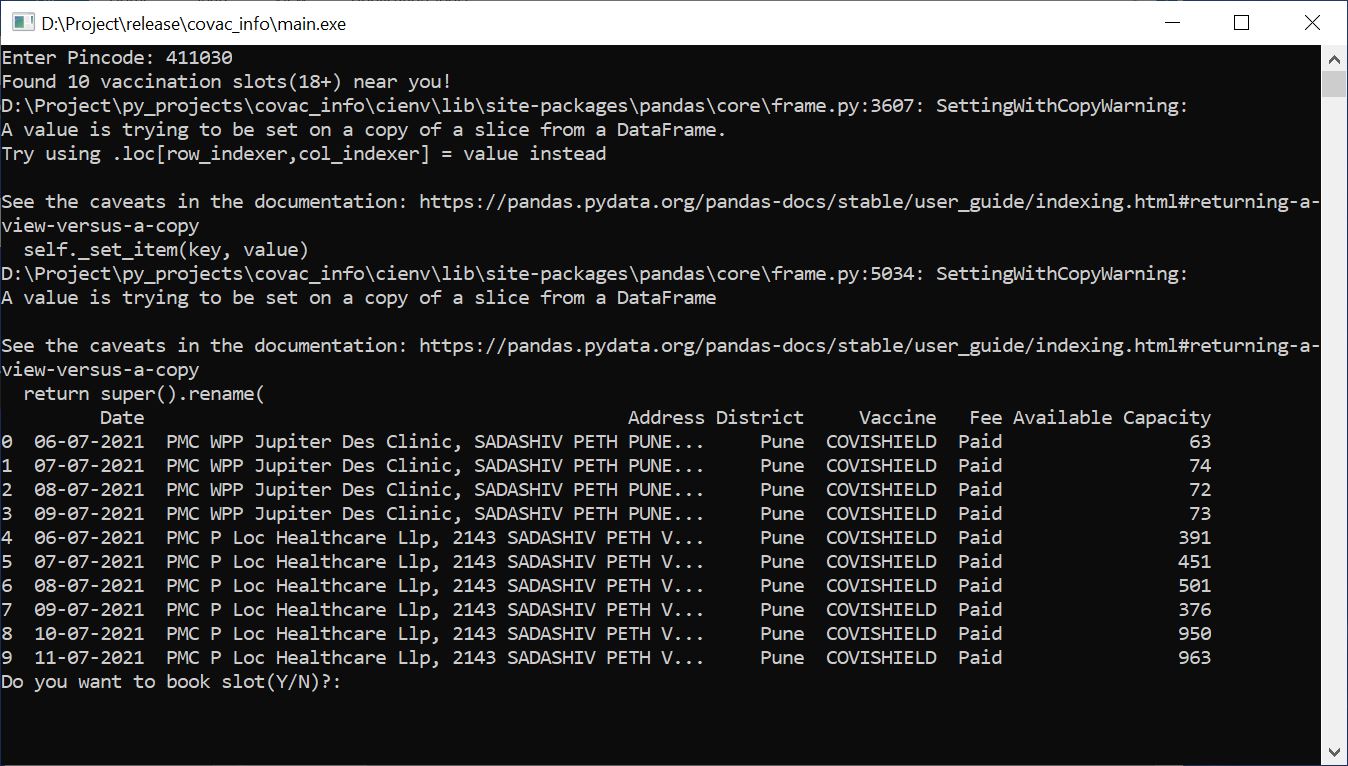 D:\Project\release\covac_info\main.exe
Enter Pincode: 411030
Found 10 vaccination slots(18+) near you!
D:\Project\py_projects\covac_info\cienv\lib\site-packages\pandas\core\frame.py:3607: SettingWithCopyWarning:
A value is trying to be set on a copy of a slice from a DataFrame.
Try using .loc[row_indexer,col_indexer] = value instead
See the caveats in the documentation: https://pandas.pydata.org/pandas-docs/stable/user_guide/indexing.html#returning-a-
view-versus-a-copy
  self._set_item(key, value)
D:\Project\py_projects\covac_info\cienv\lib\site-packages\pandas\core\frame.py:5034: SettingWithCopyWarning:
A value is trying to be set on a copy of a slice from a DataFrame
See the caveats in the documentation: https://pandas.pydata.org/pandas-docs/stable/user_guide/indexing.html#returning-a-
view-versus-a-copy
  return super().rename(
Date Address District Vaccine Fee Available Capacity
0 06-07-2021 PMC WPP Jupiter Des Clinic, SADASHIV PETH PUNE... Pune COVISHIELD Paid 63
1 07-07-2021 PMC WPP Jupiter Des Clinic, SADASHIV PETH PUNE... Pune COVISHIELD Paid 74
2 08-07-2021 PMC WPP Jupiter Des Clinic, SADASHIV PETH PUNE... Pune COVISHIELD Paid 72
3 09-07-2021 PMC WPP Jupiter Des Clinic, SADASHIV PETH PUNE... Pune COVISHIELD Paid 73
4 06-07-2021 PMC P Loc Healthcare Llp, 2143 SADASHIV PETH V... Pune COVISHIELD Paid 391
5 07-07-2021 PMC P Loc Healthcare Llp, 2143 SADASHIV PETH V... Pune COVISHIELD Paid 451
6 08-07-2021 PMC P Loc Healthcare Llp, 2143 SADASHIV PETH V... Pune COVISHIELD Paid 501
7 09-07-2021 PMC P Loc Healthcare Llp, 2143 SADASHIV PETH V... Pune COVISHIELD Paid 376
8 10-07-2021 PMC P Loc Healthcare Llp, 2143 SADASHIV PETH V... Pune COVISHIELD Paid 950
9 11-07-2021 PMC P Loc Healthcare Llp, 2143 SADASHIV PETH V... Pune COVISHIELD Paid 963
Do you want to book slot(Y/N)?: